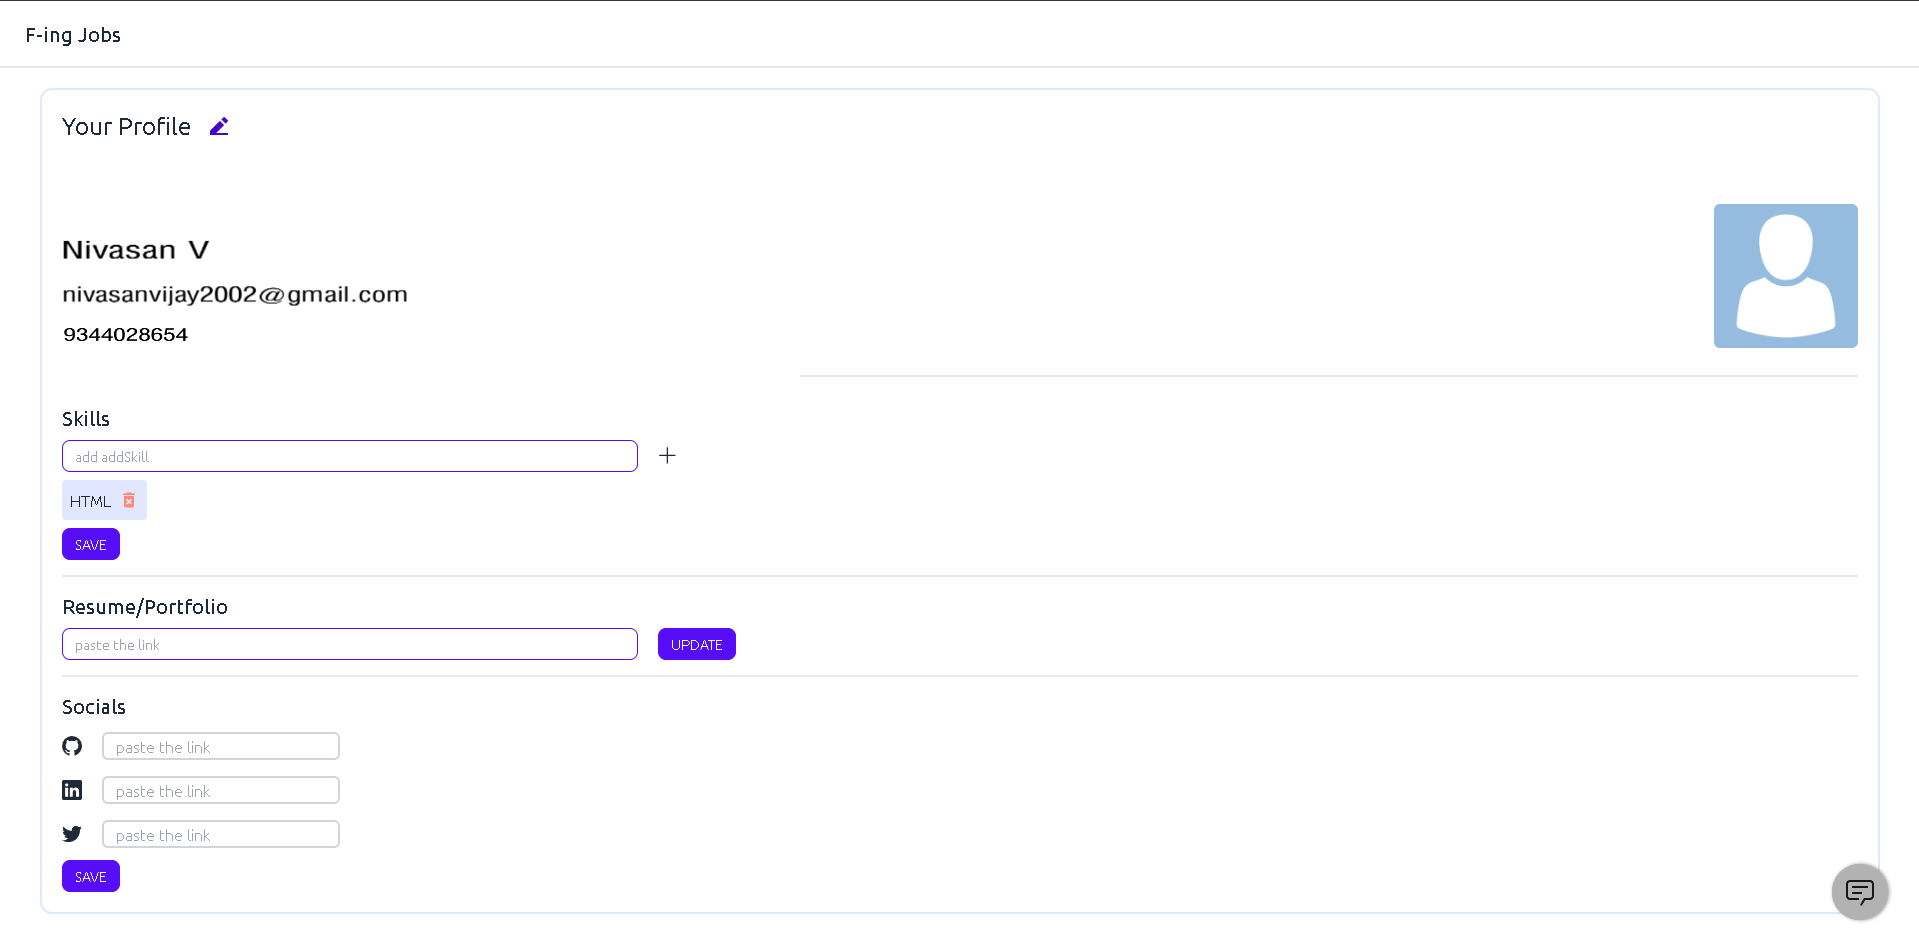 F-ing Jobs
Your Profile
Nivasan V
nivasanvijay2002@gmail.com
9344028654
Skills
add addSkill
HTML
SAVE
Resume/Portfolio
paste the link
UPDATE
Socials
paste the link
paste the link
paste the link
SAVE